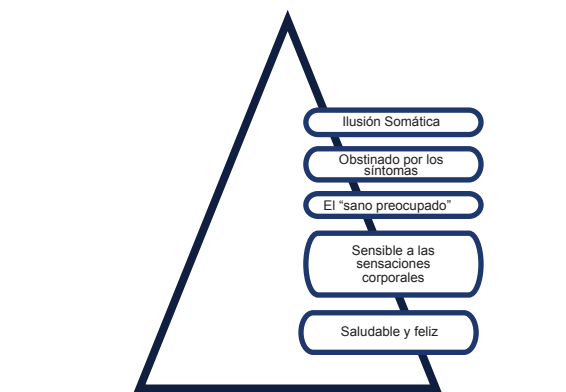 Ilusión Somática
Obstinado por los
síntomas
El “sano preocupado”
Sensible a las
sensaciones
corporales
Saludable y feliz